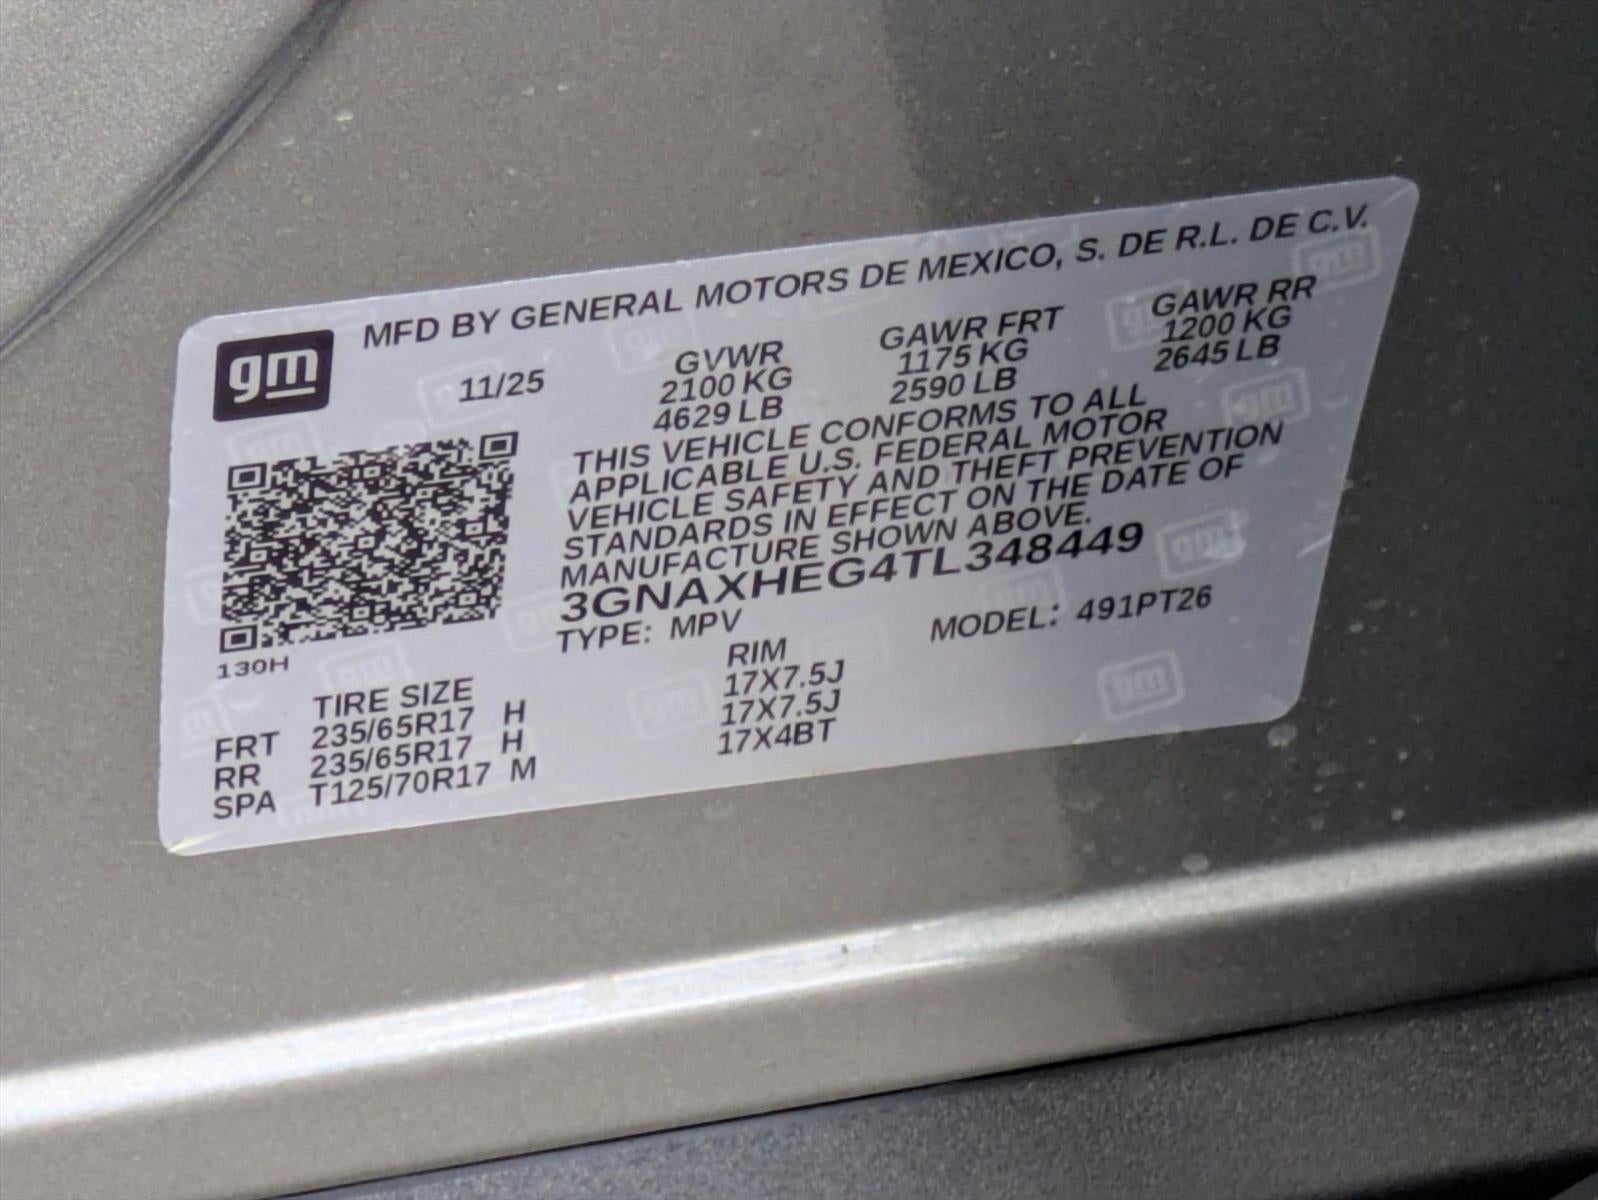 MFD BY GENERAL MOTORS DE MEXICO, S. DE R.L. DE C.V.
gm
11/25
GVWR
2100 KG
4629 LB
GAWR FRT
1175 KG
2590 LB
GAWR RR
1200 KG
2645 LB
THIS VEHICLE CONFORMS TO ALL
APPLICABLE U.S. FEDERAL MOTOR
VEHICLE SAFETY AND THEFT PREVENTION
STANDARDS IN EFFECT ON THE DATE OF
MANUFACTURE SHOWN ABOVE.
3GNAXHEG4TL348449
TYPE: MPV MODEL: 491PT26
130H
TIRE SIZE RIM
FRT 235/65R17 H 17X7.5J
RR 235/65R17 H 17X7.5J
SPA T125/70R17 M 17X4BT